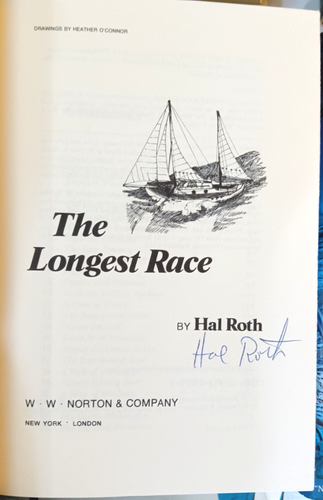 DRAWINGS BY HEATHER O'CONNOR
The
Longest Race
BY Hal Roth
Hal Roth
W · W · NORTON & COMPANY
NEW YORK · LONDON